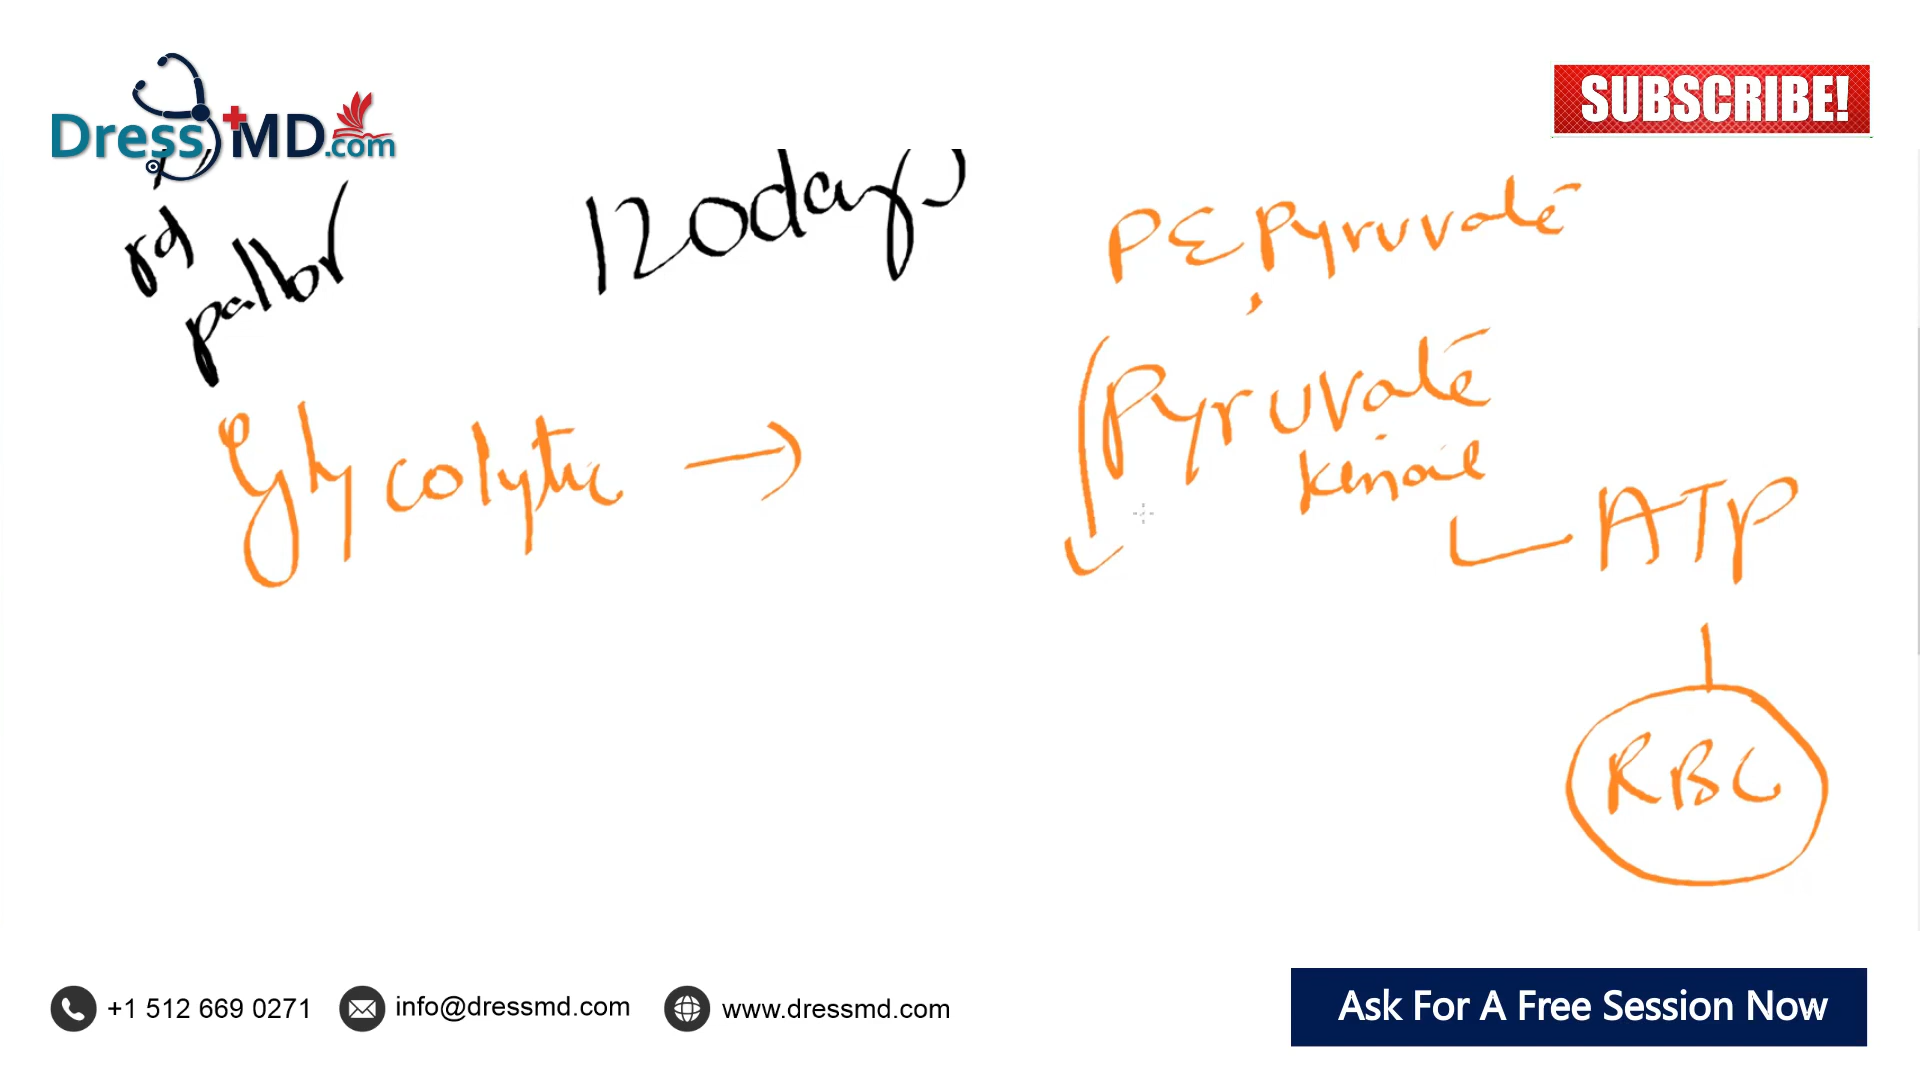 DressMD.com
SUBSCRIBE!
pallor
120days
PEPyruvate
Pyruvate
kinase
Glycolytic →
ATP
RBC
+1 512 669 0271
info@dressmd.com
www.dressmd.com
Ask For A Free Session Now